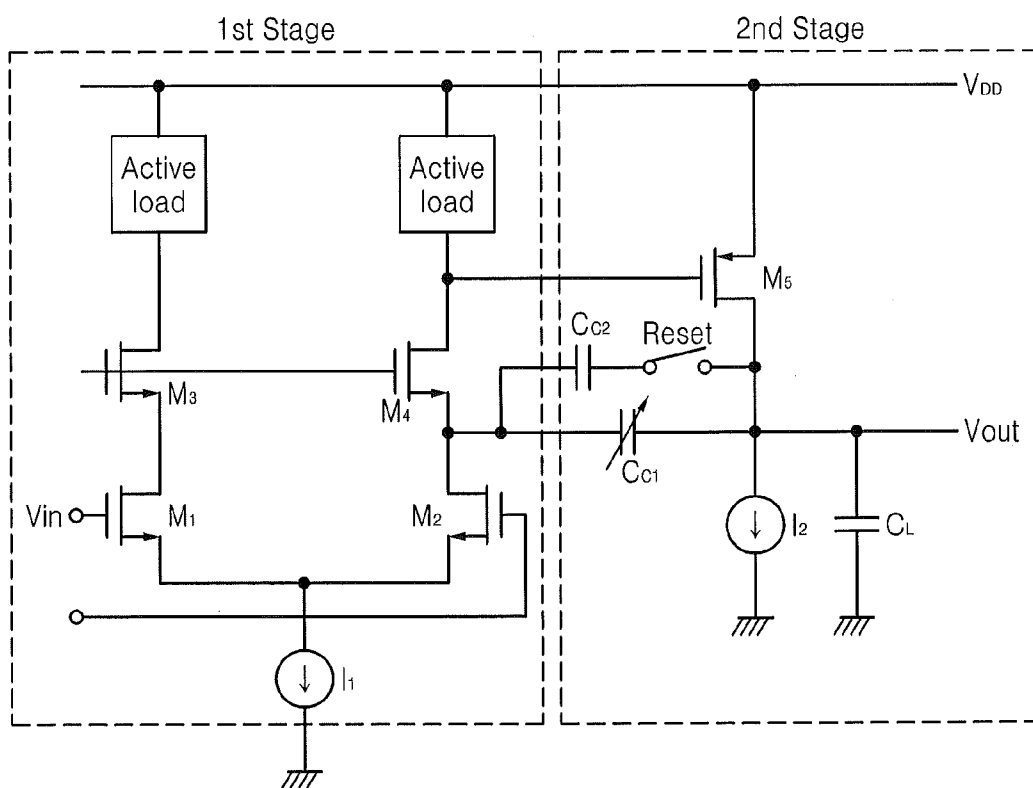 1st Stage
2nd Stage
VDD
Active
load
Active
load
M5
CC2
Reset
M3
M4
Vout
CC1
Vin
M1
M2
I2
CL
I1